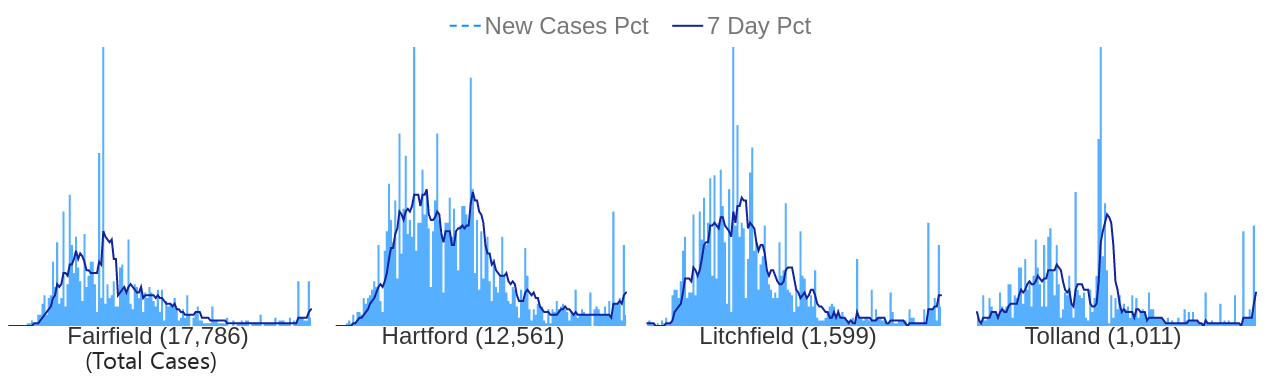 New Cases Pct 7 Day Pct
Fairfield (17,786) Hartford (12,561) Litchfield (1,599) Tolland (1,011)
(Total Cases)